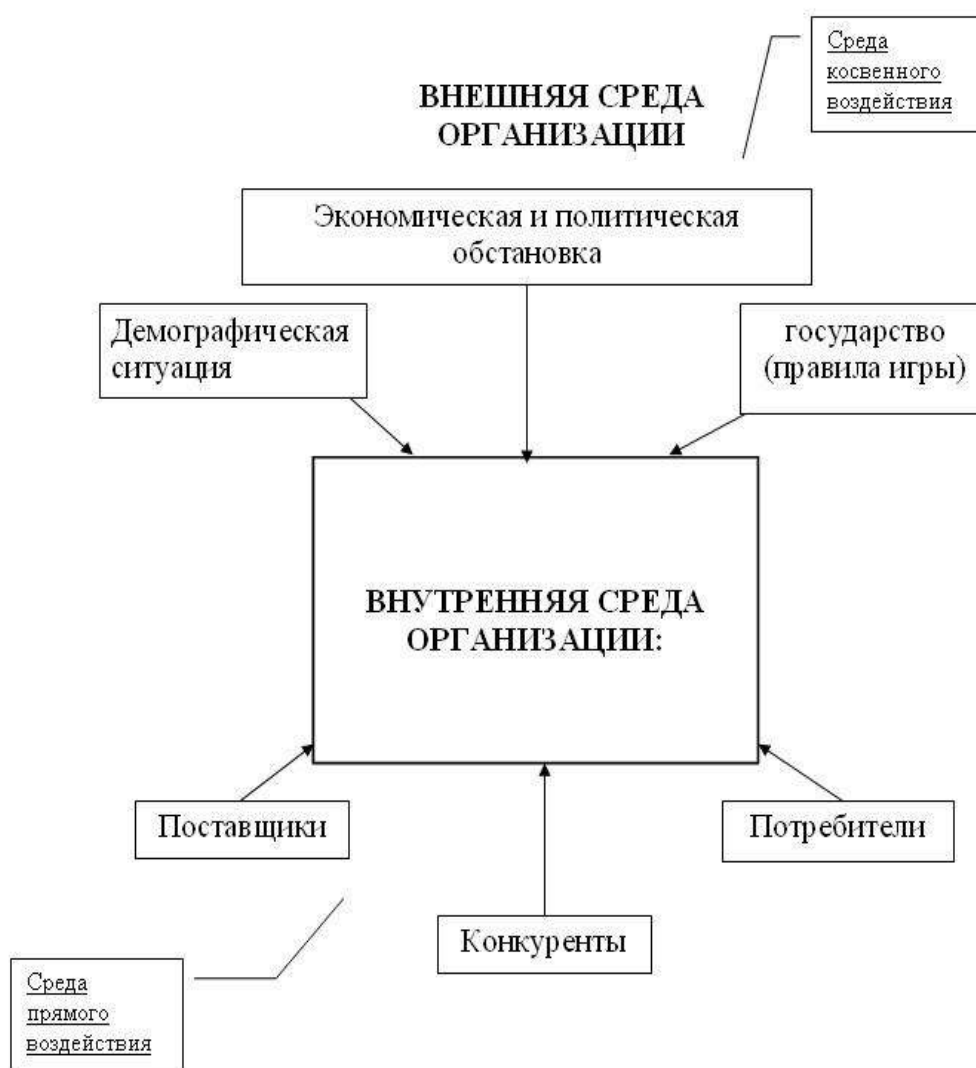 Среда
косвенного
воздействия
ВНЕШНЯЯ СРЕДА
ОРГАНИЗАЦИИ
Экономическая и политическая
обстановка
Демографическая
ситуация
государство
(правила игры)
ВНУТРЕННЯЯ СРЕДА
ОРГАНИЗАЦИИ:
Поставщики
Потребители
Конкуренты
Среда
прямого
воздействия